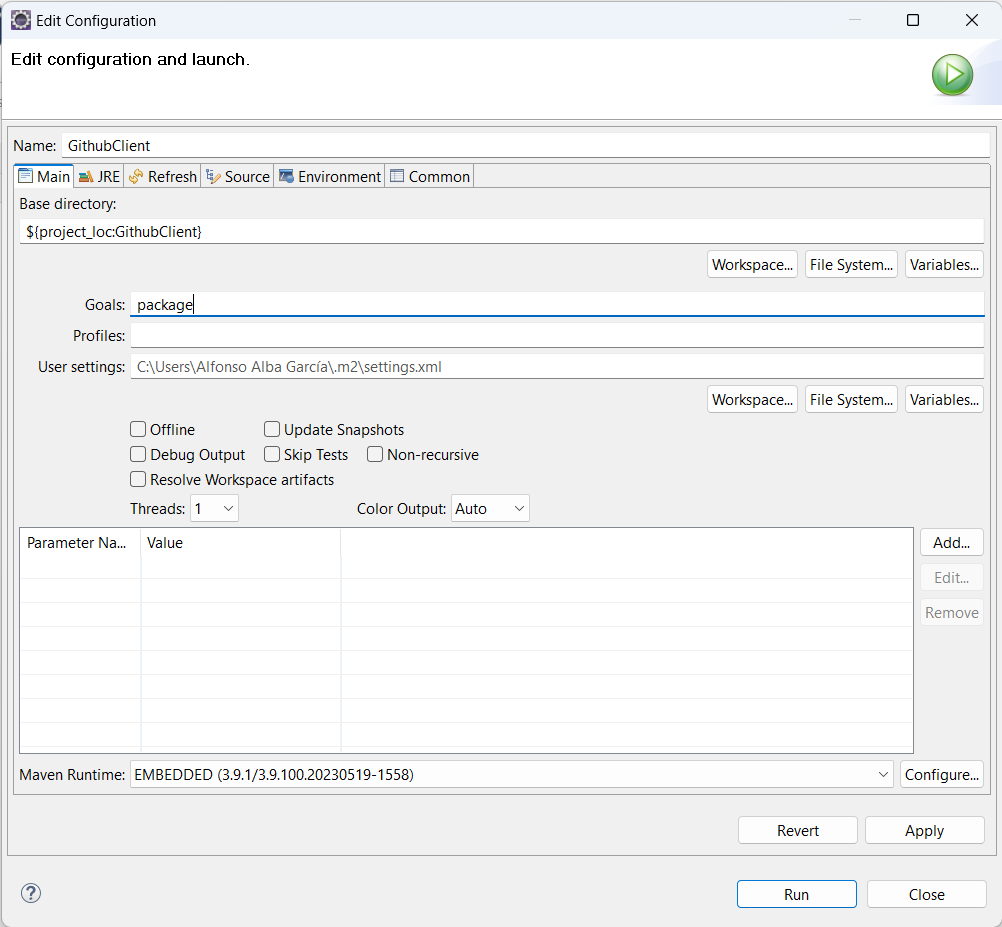 Edit Configuration
Edit configuration and launch.
Name: GithubClient
Main JRE Refresh Source Environment Common
Base directory:
${project_loc:GithubClient}
Workspace... File System... Variables...
Goals: package
Profiles:
User settings: C:\Users\Alfonso Alba García\.m2\settings.xml
Workspace... File System... Variables...
Offline Update Snapshots
Debug Output Skip Tests Non-recursive
Resolve Workspace artifacts
Threads: 1 Color Output: Auto
Parameter Na... Value Add...
Edit...
Remove
Maven Runtime: EMBEDDED (3.9.1/3.9.100.20230519-1558) Configure...
Revert Apply
? Run Close